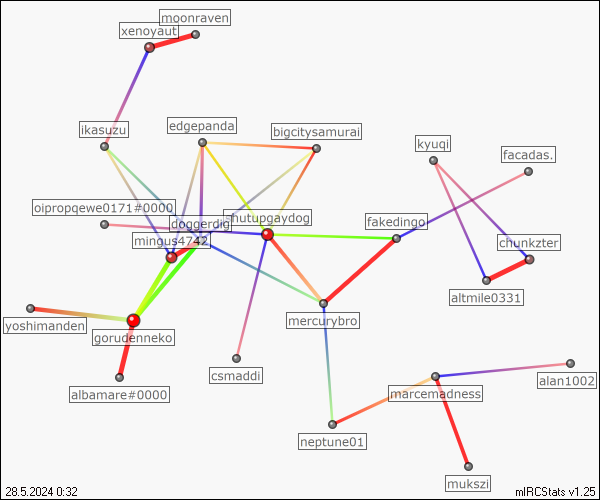 moonraven
xenoyaut
ikasuzu
edgepanda
bigcitysamurai
kyuqi
facadas.
oipropqewe0171#0000
doggerdig
shutupgaydog
fakedingo
mingus4742
chunkzter
altmile0331
yoshimanden
gorudenneko
mercurybro
albamare#0000
csmaddi
marcemadness
alan1002
neptune01
mukszi
28.5.2024 0:32
mIRCStats v1.25